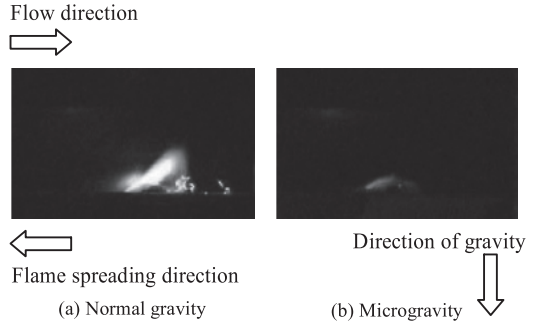 Flow direction
Flame spreading direction
(a) Normal gravity
Direction of gravity
(b) Microgravity